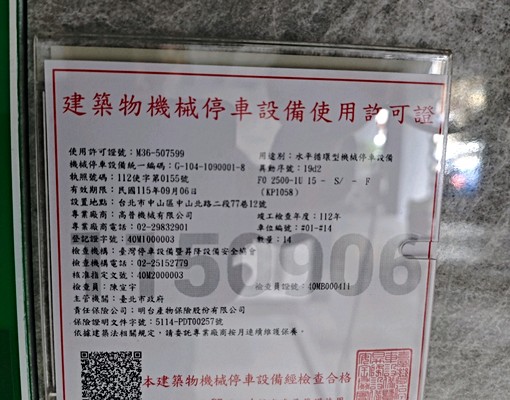 建築物機械停車設備使用許可證
使用許可證號：M36-507599
用途別：水平循環型機械停車設備
機械停車設備統一編碼：G-104-1090001-8
異動序號：19d2
執照號碼：112使字第0155號
FO 2500-1U 15 - S/ - F
有效期限：民國115年09月06日
(KP1058)
設置地點：台北市中山區中山北路二段77巷12號
專業廠商：高普機械有限公司
竣工檢查年度：112年
專業廠商電話：02-29832901
車位編號：#01-#14
登記證字號：40M1000003
數量：14
檢查機構：臺灣停車設備暨昇降設備安全協會
檢查機構電話：02-25152779
核准指定文號：40M2000003
1150906
檢查員：陳宜宇
檢查員證號：40MB000411
主管機關：臺北市政府
責任保險公司：明台產物保險股份有限公司
保險證明文件字號：5114-PDT00257號
依據建築法相關規定，請委託專業廠商按月連續維護保養。
本建築物機械停車設備經檢查合格